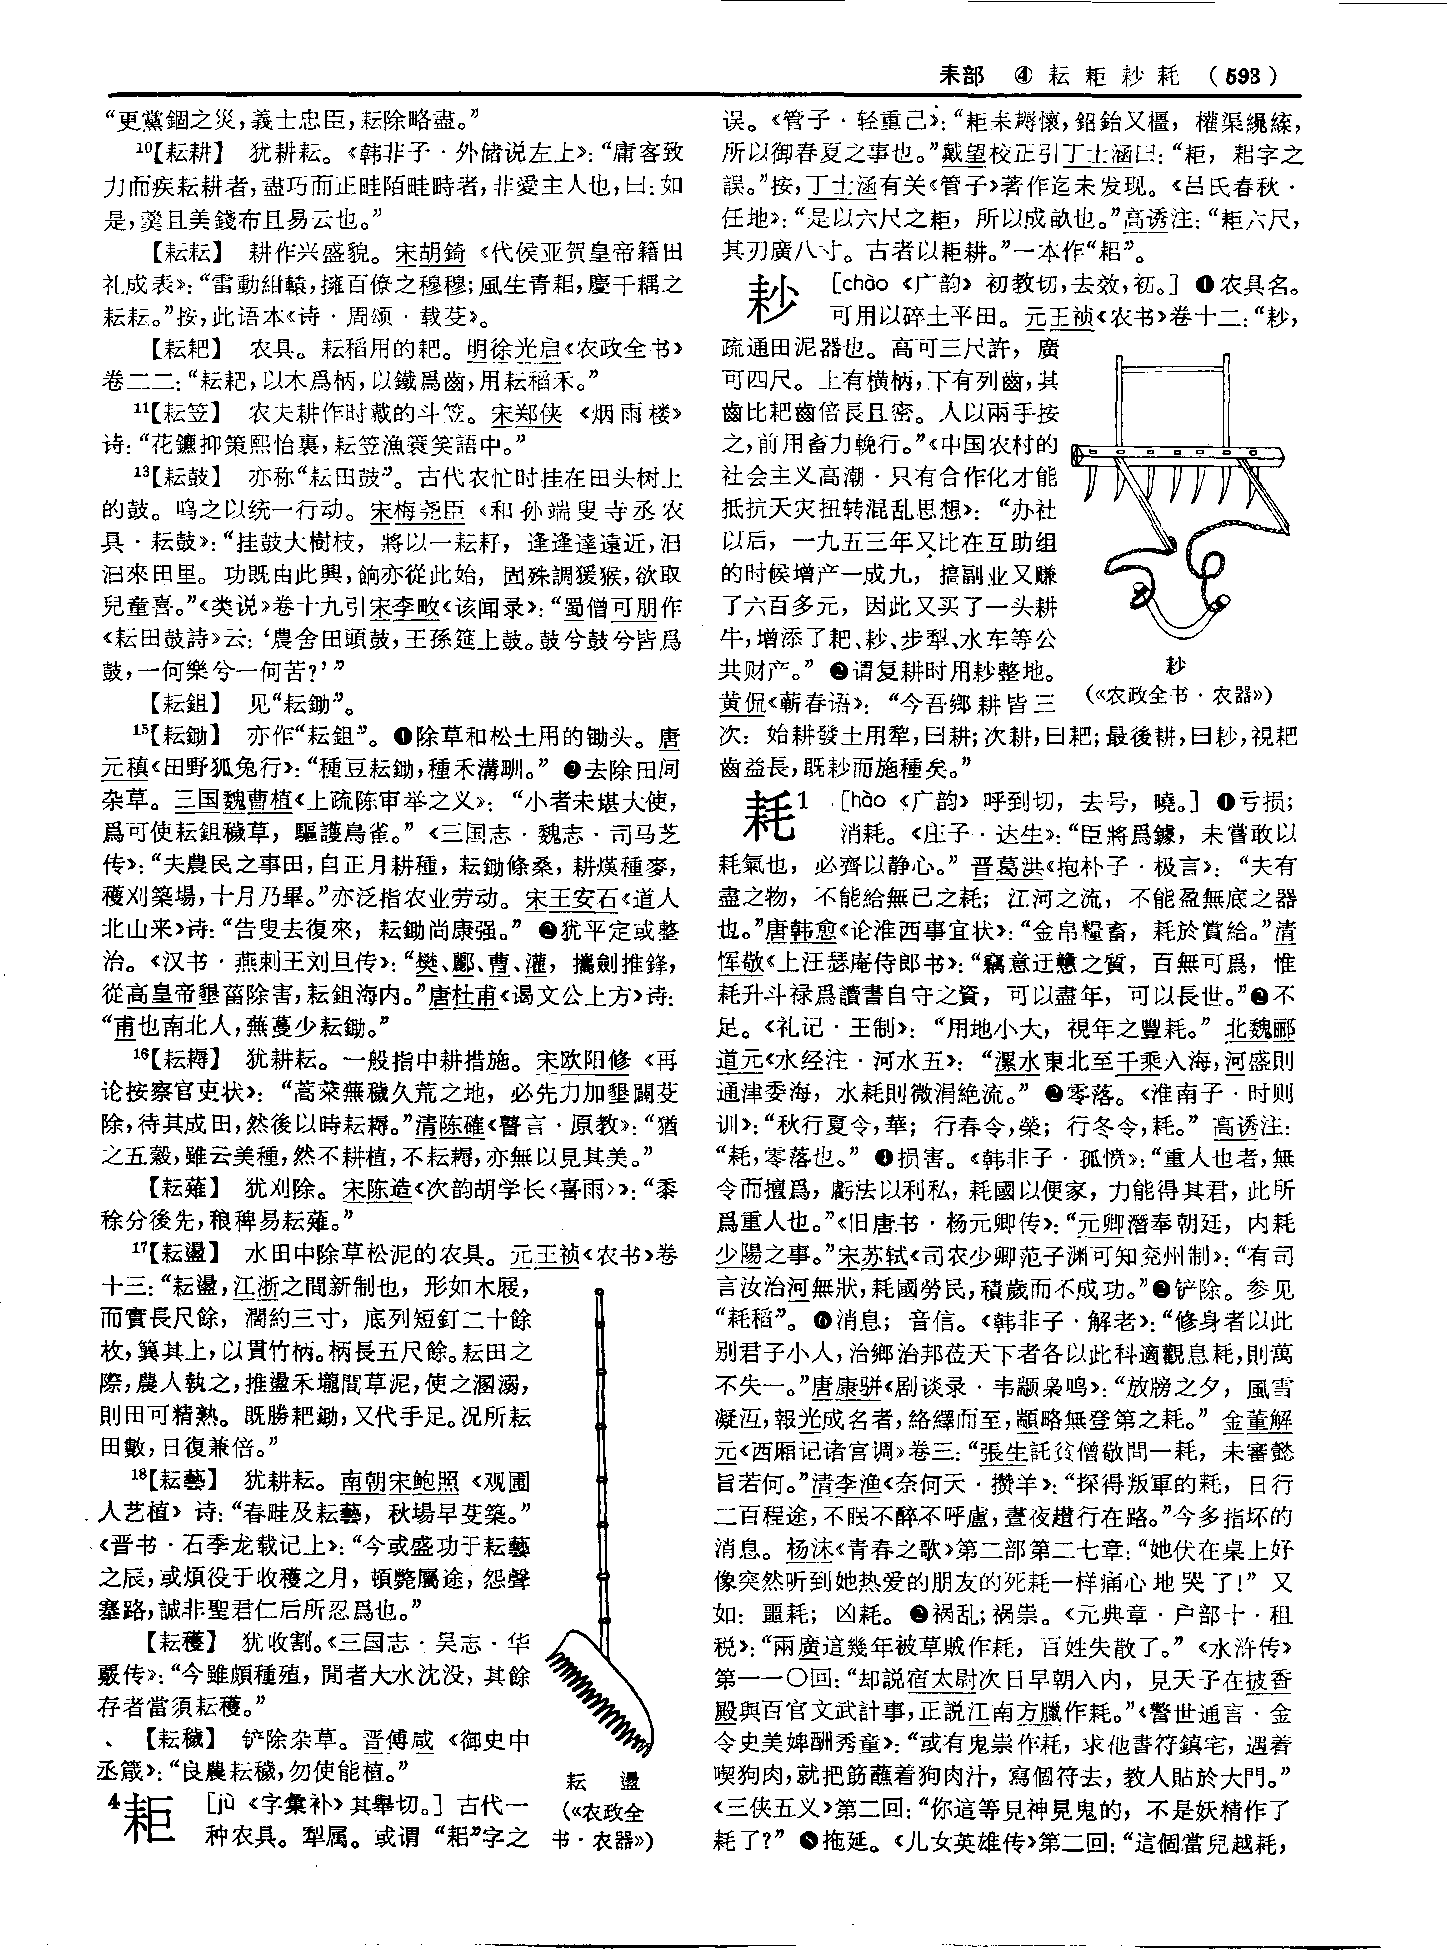 耒部　④ 耘 耟 耖 耗（593）
“更黨錮之災，義士忠臣，耘除略盡。”
¹⁰【耘耕】　犹耕耘。《韩非子·外储说左上》：“庸客致
力而疾耘耕者，盡巧而正畦陌畦畤者，非愛主人也，曰：如
是，羹且美錢布且易云也。”
【耘耘】　耕作兴盛貌。宋胡錡《代侯亚贺皇帝籍田
礼成表》：“雷動紺轅，擁百僚之穆穆；風生青耜，慶千耦之
耘耘。”按，此语本《诗·周颂·载芟》。
【耘耙】　农具。耘稻用的耙。明徐光启《农政全书》
卷二二：“耘耙，以木爲柄，以鐵爲齒，用耘稻禾。”
¹¹【耘笠】　农夫耕作时戴的斗笠。宋郑侠《烟雨楼》
诗：“花鑣抑策熙怡裏，耘笠漁蓑笑語中。”
¹³【耘鼓】　亦称“耘田鼓”。古代农忙时挂在田头树上
的鼓。鸣之以统一行动。宋梅尧臣《和孙端叟寺丞农
具·耘鼓》：“挂鼓大樹枝，將以一耘耔，逢逢達遠近，汩
汩來田里。功既由此興，餉亦從此始，固殊調猨猴，欲取
兒童喜。”《类说》卷十九引宋李畋《该闻录》：“蜀僧可朋作
《耘田鼓詩》云：‘農舍田頭鼓，王孫筵上鼓。鼓兮鼓兮皆爲
鼓，一何樂兮一何苦？’”
【耘鉏】　见“耘鋤”。
¹⁵【耘鋤】　亦作“耘鉏”。❶除草和松土用的锄头。唐
元稹《田野狐兔行》：“種豆耘鋤，種禾溝甽。”❷去除田间
杂草。三国魏曹植《上疏陈审举之义》：“小者未堪大使，
爲可使耘鉏穢草，驅護鳥雀。”《三国志·魏志·司马芝
传》：“夫農民之事田，自正月耕種，耘鋤條桑，耕熯種麥，
穫刈築場，十月乃畢。”亦泛指农业劳动。宋王安石《道人
北山来》诗：“告叟去復來，耘鋤尚康强。”❸犹平定或整
治。《汉书·燕刺王刘旦传》：“樊、酈、曹、灌，攜劍推鋒，
從高皇帝墾菑除害，耘鉏海内。”唐杜甫《谒文公上方》诗：
“甫也南北人，蕪蔓少耘鋤。”
¹⁶【耘耨】　犹耕耘。一般指中耕措施。宋欧阳修《再
论按察官吏状》：“蒿萊蕪穢久荒之地，必先力加墾闢芟
除，待其成田，然後以時耘耨。”清陈確《瞽言·原教》：“猶
之五穀，雖云美種，然不耕植，不耘耨，亦無以見其美。”
【耘薙】　犹刈除。宋陈造《次韵胡学长〈喜雨〉》：“黍
稌分後先，稂稗易耘薙。”
¹⁷【耘盪】　水田中除草松泥的农具。元王祯《农书》卷
十三：“耘盪，江浙之間新制也，形如木屐，
而實長尺餘，濶約三寸，底列短釘二十餘
枚，簨其上，以貫竹柄。柄長五尺餘。耘田之
際，農人執之，推盪禾壠間草泥，使之溷溺，
則田可精熟。既勝耙鋤，又代手足。况所耘
田數，日復兼倍。”
¹⁸【耘藝】　犹耕耘。南朝宋鲍照《观圃
人艺植》诗：“春畦及耘藝，秋場早芟築。”
《晋书·石季龙载记上》：“今或盛功于耘藝
之辰，或煩役于收穫之月，頓斃屬途，怨聲
塞路，誠非聖君仁后所忍爲也。”
【耘穫】　犹收割。《三国志·吴志·华
覈传》：“今雖頗種殖，間者大水沈没，其餘
存者當須耘穫。”
【耘穢】　铲除杂草。晋傅咸《御史中
丞箴》：“良農耘穢，勿使能植。”
耘　盪
（《农政全
书·农器》）
⁴耟　［jù《字彙补》其舉切。］古代一
种农具。犁属。或谓“耜”字之
误。《管子·轻重己》：“耟耒耨懷，鉊鈶又橿，權渠繉緤，
所以御春夏之事也。”戴望校正引丁士涵曰：“耟，耜字之
誤。”按，丁士涵有关《管子》著作迄未发现。《吕氏春秋·
任地》：“是以六尺之耟，所以成畝也。”高诱注：“耟六尺，
其刃廣八寸。古者以耟耕。”一本作“耜”。
耖　［chào《广韵》初教切，去效，初。］❶农具名。
可用以碎土平田。元王祯《农书》卷十二：“耖，
疏通田泥器也。高可三尺許，廣
可四尺。上有横柄，下有列齒，其
齒比耙齒倍長且密。人以兩手按
之，前用畜力輓行。”《中国农村的
社会主义高潮·只有合作化才能
抵抗天灾扭转混乱思想》：“办社
以后，一九五三年又比在互助组
的时候增产一成九，搞副业又赚
了六百多元，因此又买了一头耕
牛，增添了耙、耖、步犁、水车等公
共财产。”❷谓复耕时用耖整地。
黄侃《蕲春语》：“今吾鄉耕皆三
次：始耕發土用犂，曰耕；次耕，曰耙；最後耕，曰耖，視耙
齒益長，既耖而施種矣。”
耖
（《农政全书·农器》）
耗¹　［hào《广韵》呼到切，去号，曉。］❶亏损；
消耗。《庄子·达生》：“臣將爲鐻，未嘗敢以
耗氣也，必齊以静心。”晋葛洪《抱朴子·极言》：“夫有
盡之物，不能給無已之耗；江河之流，不能盈無底之器
也。”唐韩愈《论淮西事宜状》：“金帛糧畜，耗於賞給。”清
恽敬《上汪瑟庵侍郎书》：“竊意迂戆之質，百無可爲，惟
耗升斗禄爲讀書自守之資，可以盡年，可以長世。”❷不
足。《礼记·王制》：“用地小大，視年之豐耗。”北魏郦
道元《水经注·河水五》：“漯水東北至千乘入海，河盛則
通津委海，水耗則微涓绝流。”❸零落。《淮南子·时则
训》：“秋行夏令，華；行春令，榮；行冬令，耗。”高诱注：
“耗，零落也。”❹损害。《韩非子·孤愤》：“重人也者，無
令而擅爲，虧法以利私，耗國以便家，力能得其君，此所
爲重人也。”《旧唐书·杨元卿传》：“元卿潛奉朝廷，内耗
少陽之事。”宋苏轼《司农少卿范子渊可知兖州制》：“有司
言汝治河無狀，耗國勞民，積歲而不成功。”❺铲除。参见
“耗稻”。❻消息；音信。《韩非子·解老》：“修身者以此
别君子小人，治鄉治邦莅天下者各以此科適觀息耗，則萬
不失一。”唐康骈《剧谈录·韦颛枭鸣》：“放牓之夕，風雪
凝沍，報光成名者，絡繹而至，顓略無登第之耗。”金董解
元《西厢记诸宫调》卷三：“張生託貧僧敬問一耗，未審懿
旨若何。”清李渔《奈何天·攒羊》：“探得叛軍的耗，日行
二百程途，不眠不醉不呼盧，晝夜趲行在路。”今多指坏的
消息。杨沫《青春之歌》第二部第二七章：“她伏在桌上好
像突然听到她热爱的朋友的死耗一样痛心地哭了！”又
如：噩耗；凶耗。❼祸乱；祸祟。《元典章·户部十·租
税》：“兩廣這幾年被草賊作耗，百姓失散了。”《水浒传》
第一一〇回：“却説宿太尉次日早朝入内，見天子在披香
殿與百官文武計事，正説江南方臘作耗。”《警世通言·金
令史美婢酬秀童》：“或有鬼祟作耗，求他書符鎮宅，遇着
喫狗肉，就把筯蘸着狗肉汁，寫個符去，教人貼於大門。”
《三侠五义》第二回：“你這等見神見鬼的，不是妖精作了
耗了？”❽拖延。《儿女英雄传》第二回：“這個當兒越耗，